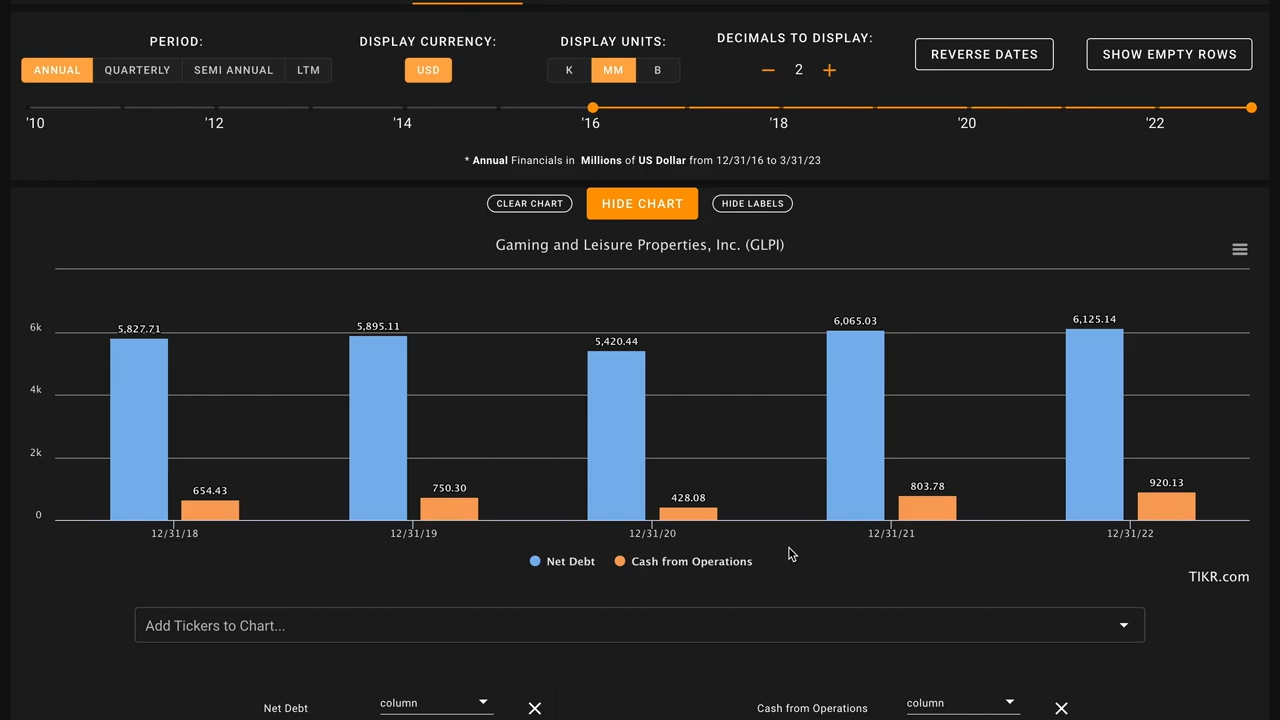 PERIOD:
DISPLAY CURRENCY:
DISPLAY UNITS:
DECIMALS TO DISPLAY:
ANNUAL QUARTERLY SEMI ANNUAL LTM
USD
K MM B
— 2 +
REVERSE DATES
SHOW EMPTY ROWS
'10 '12 '14 '16 '18 '20 '22
* Annual Financials in Millions of US Dollar from 12/31/16 to 3/31/23
CLEAR CHART HIDE CHART HIDE LABELS
Gaming and Leisure Properties, Inc. (GLPI)
6k
4k
2k
0
5,827.71 5,895.11 5,420.44 6,065.03 6,125.14
654.43 750.30 428.08 803.78 920.13
12/31/18 12/31/19 12/31/20 12/31/21 12/31/22
Net Debt Cash from Operations
TIKR.com
Add Tickers to Chart...
Net Debt column
Cash from Operations column